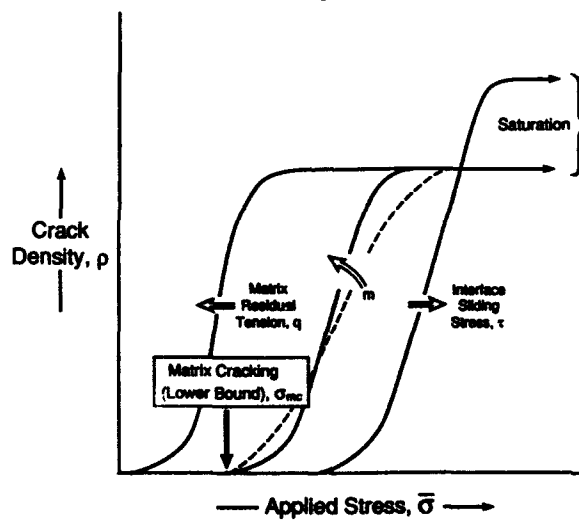 Saturation
Crack
Density, ρ
Matrix
Residual
Tension, q
m
Interface
Sliding
Stress, τ
Matrix Cracking
(Lower Bound), σmc
Applied Stress, σ̅